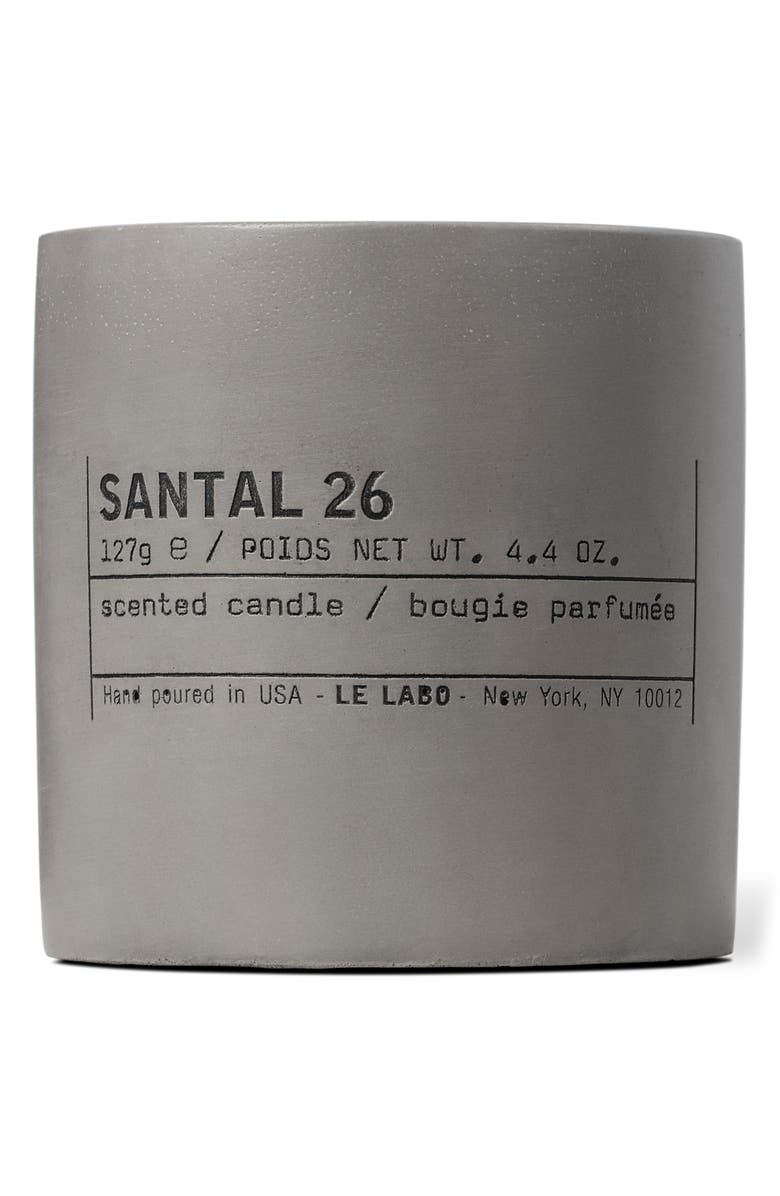 SANTAL 26
127g ℮ / POIDS NET WT. 4.4 OZ.
scented candle / bougie parfumée
Hand poured in USA - LE LABO - New York, NY 10012